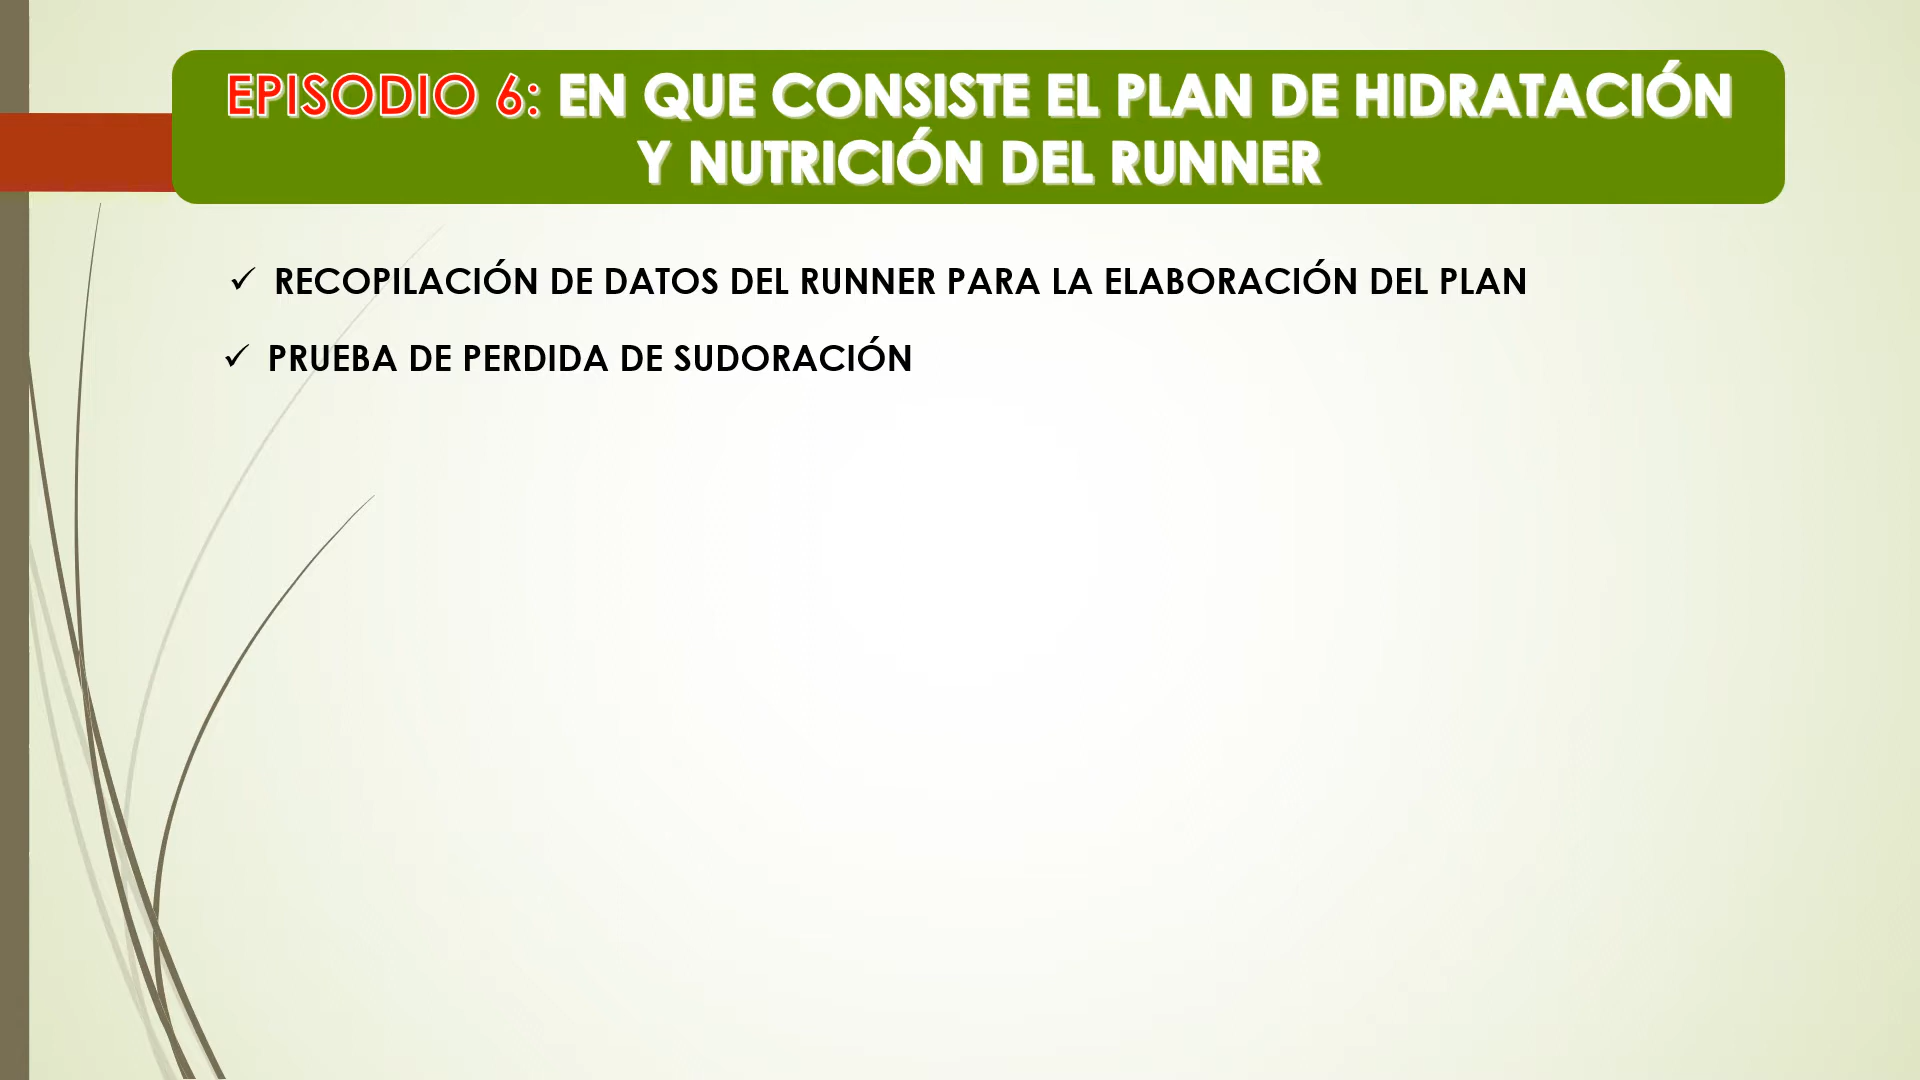 EPISODIO 6: EN QUE CONSISTE EL PLAN DE HIDRATACIÓN
Y NUTRICIÓN DEL RUNNER
✓ RECOPILACIÓN DE DATOS DEL RUNNER PARA LA ELABORACIÓN DEL PLAN
✓ PRUEBA DE PERDIDA DE SUDORACIÓN